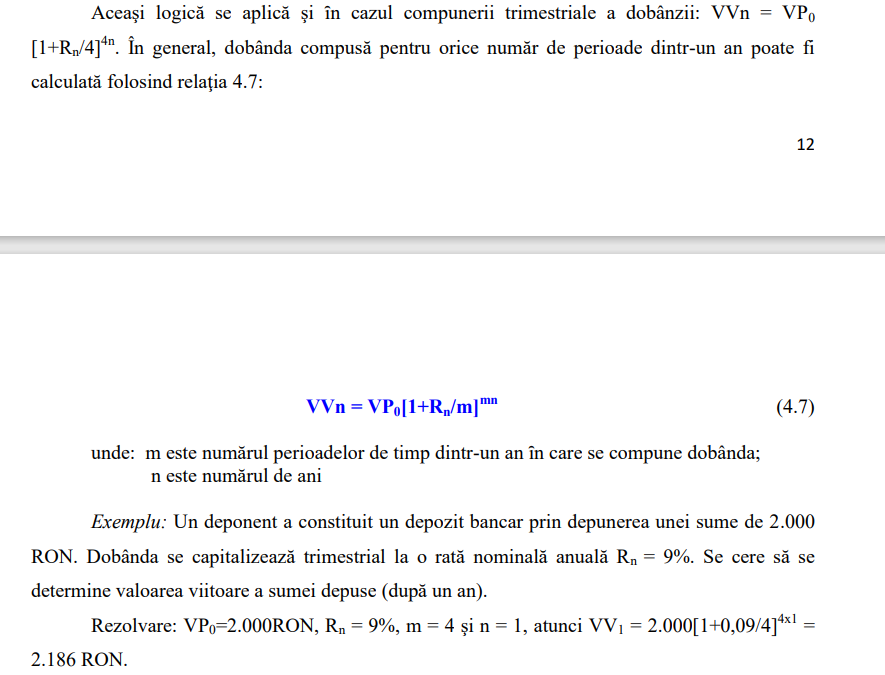 Aceaşi logică se aplică şi în cazul compunerii trimestriale a dobânzii: VVn = VP₀
[1+Rₙ/4]⁴ⁿ. În general, dobânda compusă pentru orice număr de perioade dintr-un an poate fi
calculată folosind relaţia 4.7:
12
VVn = VP₀[1+Rₙ/m]ᵐⁿ (4.7)
unde: m este numărul perioadelor de timp dintr-un an în care se compune dobânda;
n este numărul de ani
Exemplu: Un deponent a constituit un depozit bancar prin depunerea unei sume de 2.000
RON. Dobânda se capitalizează trimestrial la o rată nominală anuală Rₙ = 9%. Se cere să se
determine valoarea viitoare a sumei depuse (după un an).
Rezolvare: VP₀=2.000RON, Rₙ = 9%, m = 4 şi n = 1, atunci VV₁ = 2.000[1+0,09/4]⁴ˣ¹ =
2.186 RON.